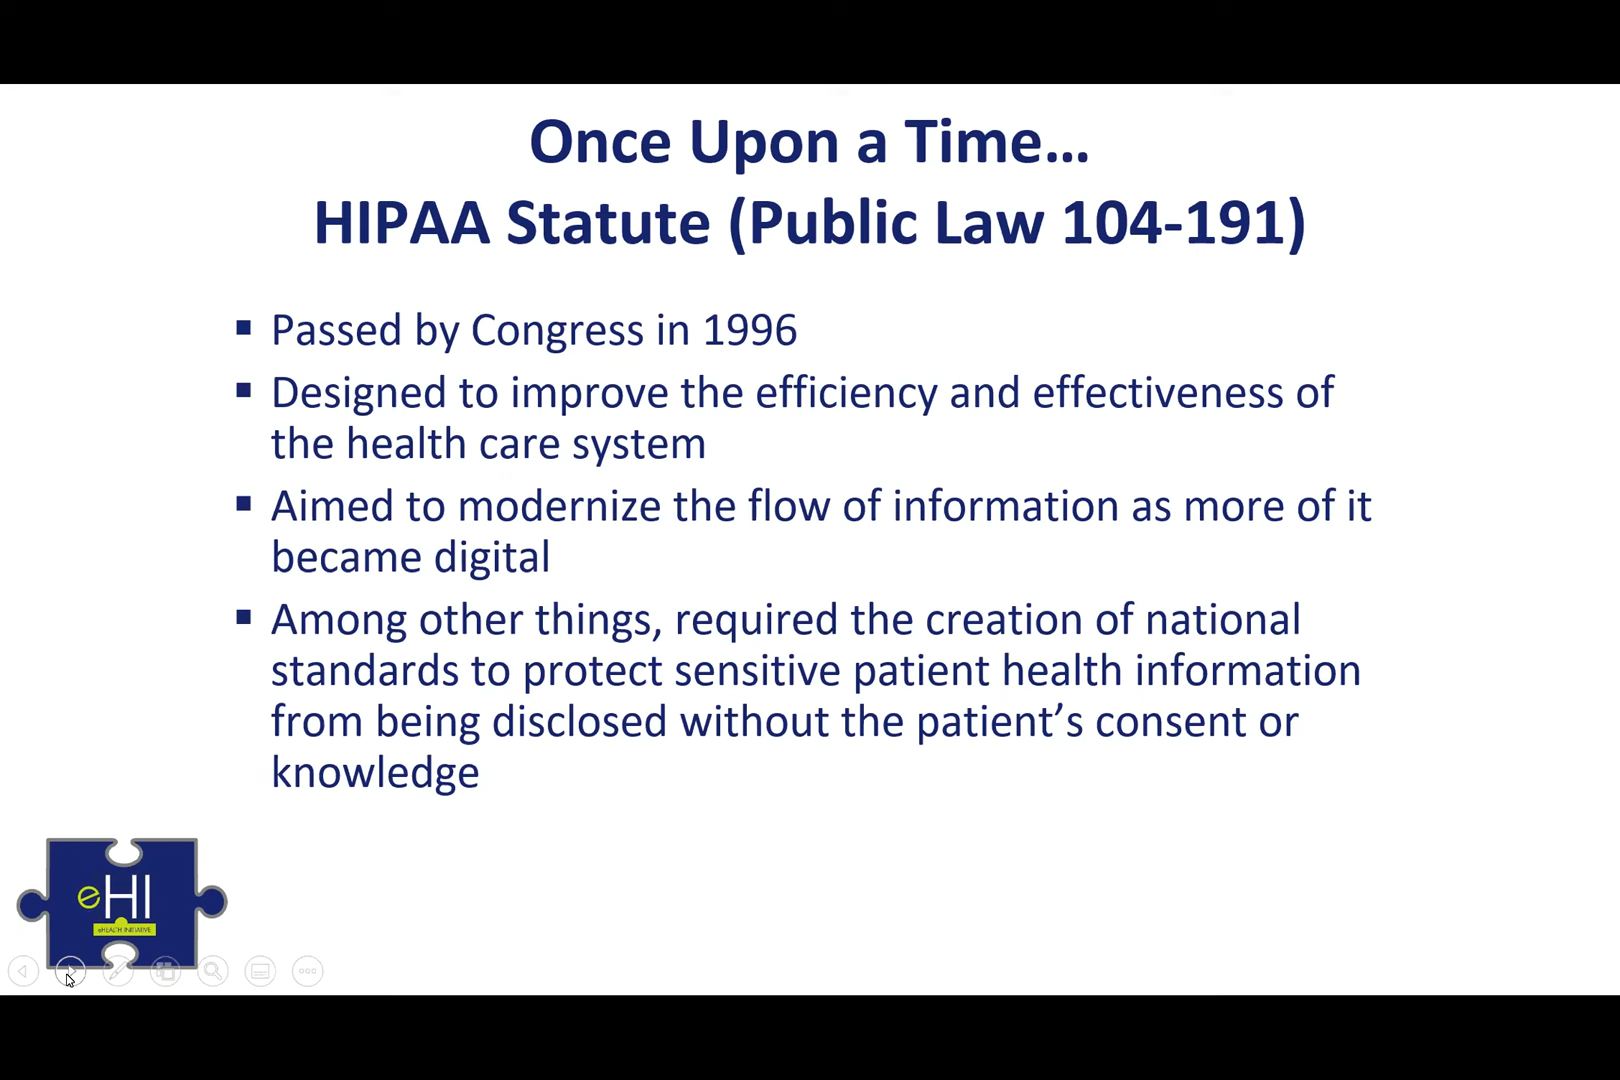 Once Upon a Time…
HIPAA Statute (Public Law 104-191)
▪ Passed by Congress in 1996
▪ Designed to improve the efficiency and effectiveness of
the health care system
▪ Aimed to modernize the flow of information as more of it
became digital
▪ Among other things, required the creation of national
standards to protect sensitive patient health information
from being disclosed without the patient’s consent or
knowledge
eHI
eHEALTH INITIATIVE